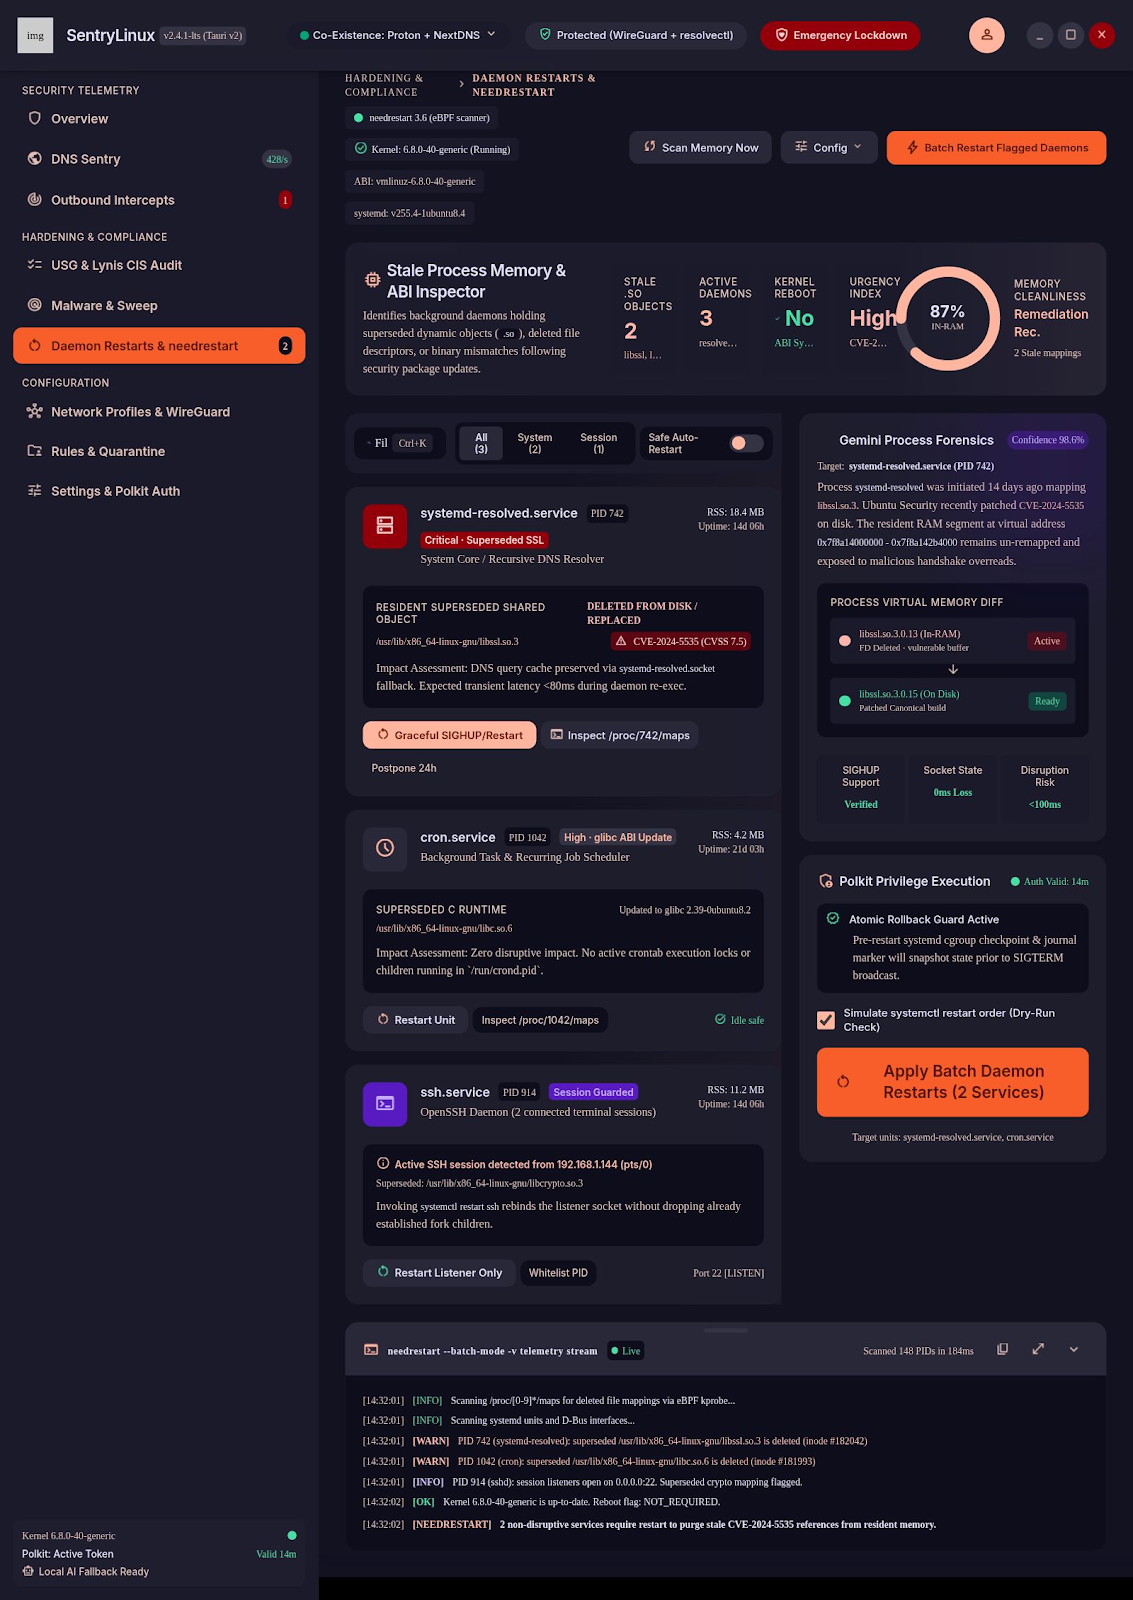 img
SentryLinux
v2.4.1-lts (Tauri v2)
Co-Existence: Proton + NextDNS
Protected (WireGuard + resolvectl)
Emergency Lockdown
SECURITY TELEMETRY
Overview
DNS Sentry
428/s
Outbound Intercepts
1
HARDENING & COMPLIANCE
USG & Lynis CIS Audit
Malware & Sweep
Daemon Restarts & needrestart
2
CONFIGURATION
Network Profiles & WireGuard
Rules & Quarantine
Settings & Polkit Auth
Kernel 6.8.0-40-generic
Polkit: Active Token
Valid 14m
Local AI Fallback Ready
HARDENING &
COMPLIANCE
DAEMON RESTARTS &
NEEDRESTART
needrestart 3.6 (eBPF scanner)
Kernel: 6.8.0-40-generic (Running)
ABI: vmlinuz-6.8.0-40-generic
systemd: v255.4-1ubuntu8.4
Scan Memory Now
Config
Batch Restart Flagged Daemons
Stale Process Memory &
ABI Inspector
Identifies background daemons holding
superseded dynamic objects ( .so ), deleted file
descriptors, or binary mismatches following
security package updates.
STALE
.SO
OBJECTS
2
libssl, l...
ACTIVE
DAEMONS
3
resolve...
KERNEL
REBOOT
No
ABI Sy...
URGENCY
INDEX
High
CVE-2...
87%
IN-RAM
MEMORY
CLEANLINESS
Remediation
Rec.
2 Stale mappings
Fil
Ctrl+K
All
(3)
System
(2)
Session
(1)
Safe Auto-
Restart
systemd-resolved.service
PID 742
Critical · Superseded SSL
System Core / Recursive DNS Resolver
RSS: 18.4 MB
Uptime: 14d 06h
RESIDENT SUPERSEDED SHARED
OBJECT
DELETED FROM DISK /
REPLACED
/usr/lib/x86_64-linux-gnu/libssl.so.3
CVE-2024-5535 (CVSS 7.5)
Impact Assessment: DNS query cache preserved via systemd-resolved.socket
fallback. Expected transient latency <80ms during daemon re-exec.
Graceful SIGHUP/Restart
Inspect /proc/742/maps
Postpone 24h
cron.service
PID 1042
High · glibc ABI Update
Background Task & Recurring Job Scheduler
RSS: 4.2 MB
Uptime: 21d 03h
SUPERSEDED C RUNTIME
Updated to glibc 2.39-0ubuntu8.2
/usr/lib/x86_64-linux-gnu/libc.so.6
Impact Assessment: Zero disruptive impact. No active crontab execution locks or
children running in `/run/crond.pid`.
Restart Unit
Inspect /proc/1042/maps
Idle safe
ssh.service
PID 914
Session Guarded
OpenSSH Daemon (2 connected terminal sessions)
RSS: 11.2 MB
Uptime: 14d 06h
Active SSH session detected from 192.168.1.144 (pts/0)
Superseded: /usr/lib/x86_64-linux-gnu/libcrypto.so.3
Invoking systemctl restart ssh rebinds the listener socket without dropping already
established fork children.
Restart Listener Only
Whitelist PID
Port 22 [LISTEN]
Gemini Process Forensics
Confidence 98.6%
Target: systemd-resolved.service (PID 742)
Process systemd-resolved was initiated 14 days ago mapping
libssl.so.3. Ubuntu Security recently patched CVE-2024-5535
on disk. The resident RAM segment at virtual address
0x7f8a14000000 - 0x7f8a142b4000 remains un-remapped and
exposed to malicious handshake overreads.
PROCESS VIRTUAL MEMORY DIFF
libssl.so.3.0.13 (In-RAM)
FD Deleted · vulnerable buffer
Active
libssl.so.3.0.15 (On Disk)
Patched Canonical build
Ready
SIGHUP
Support
Verified
Socket State
0ms Loss
Disruption
Risk
<100ms
Polkit Privilege Execution
Auth Valid: 14m
Atomic Rollback Guard Active
Pre-restart systemd cgroup checkpoint & journal
marker will snapshot state prior to SIGTERM
broadcast.
Simulate systemctl restart order (Dry-Run
Check)
Apply Batch Daemon
Restarts (2 Services)
Target units: systemd-resolved.service, cron.service
needrestart --batch-mode -v telemetry stream
Live
Scanned 148 PIDs in 184ms
[14:32:01] [INFO] Scanning /proc/[0-9]*/maps for deleted file mappings via eBPF kprobe...
[14:32:01] [INFO] Scanning systemd units and D-Bus interfaces...
[14:32:01] [WARN] PID 742 (systemd-resolved): superseded /usr/lib/x86_64-linux-gnu/libssl.so.3 is deleted (inode #182042)
[14:32:01] [WARN] PID 1042 (cron): superseded /usr/lib/x86_64-linux-gnu/libc.so.6 is deleted (inode #181993)
[14:32:01] [INFO] PID 914 (sshd): session listeners open on 0.0.0.0:22. Superseded crypto mapping flagged.
[14:32:02] [OK] Kernel 6.8.0-40-generic is up-to-date. Reboot flag: NOT_REQUIRED.
[14:32:02] [NEEDRESTART] 2 non-disruptive services require restart to purge stale CVE-2024-5535 references from resident memory.